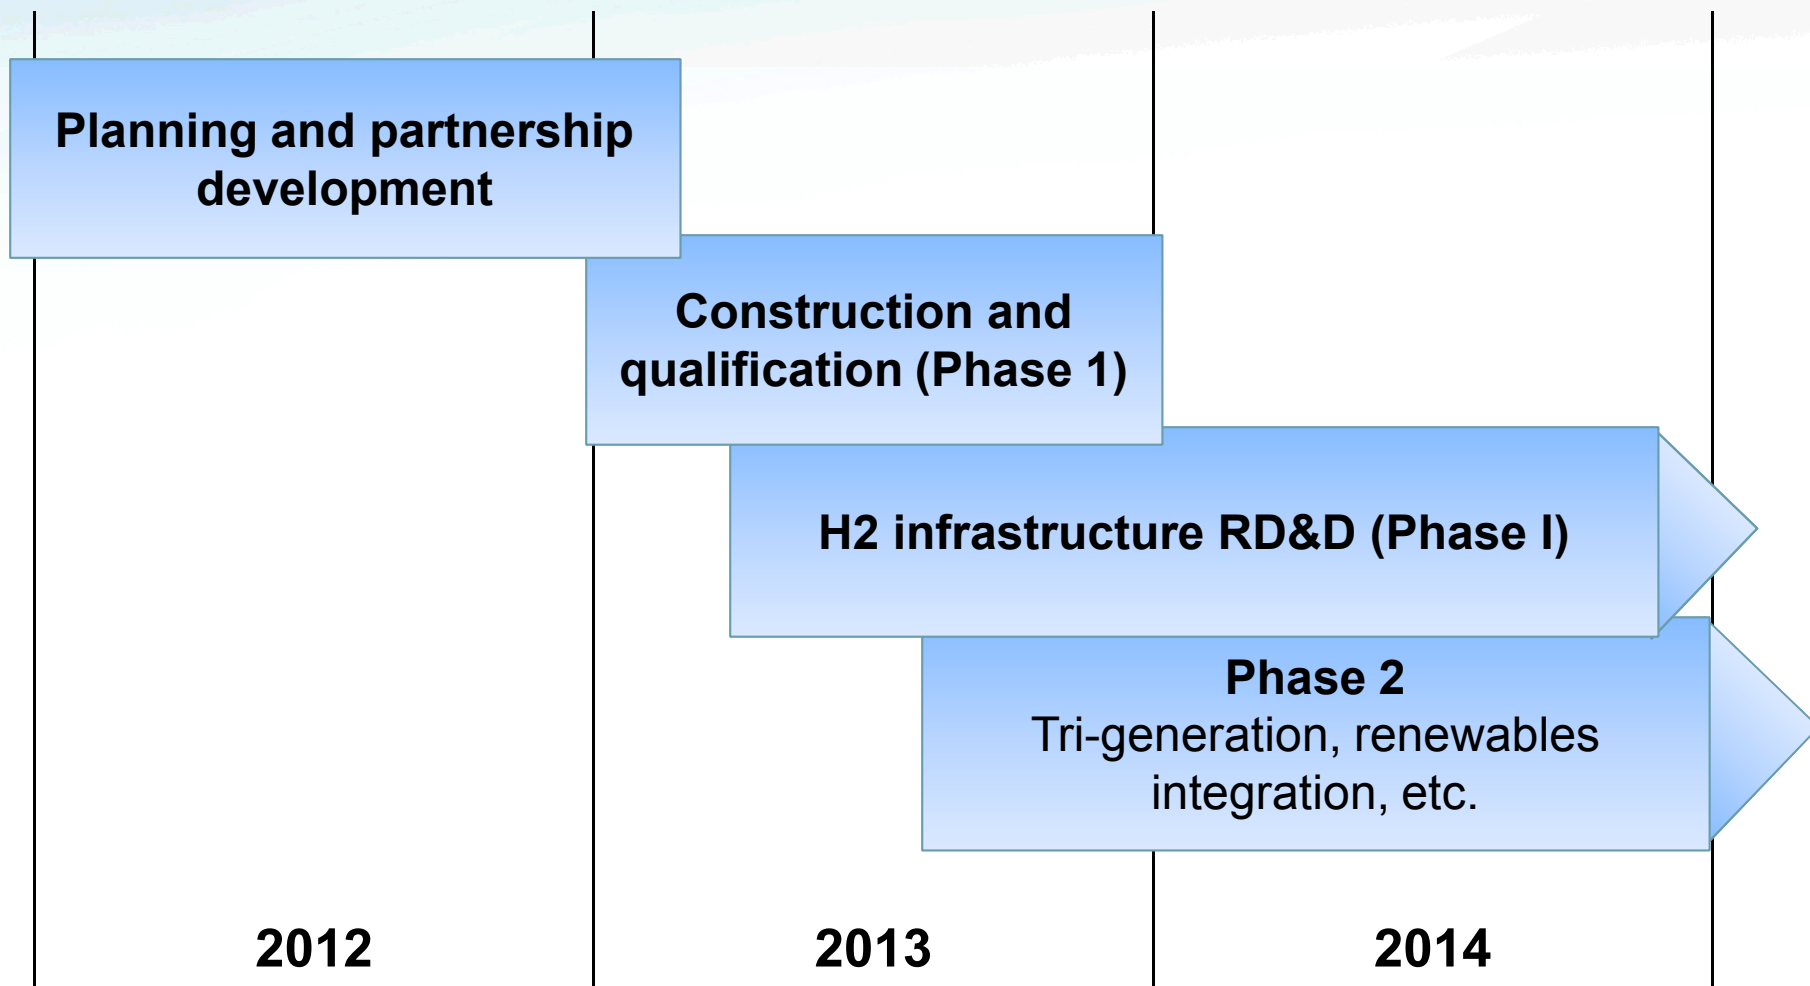 Planning and partnership
development
Construction and
qualification (Phase 1)
H2 infrastructure RD&D (Phase I)
Phase 2
Tri-generation, renewables
integration, etc.
2012
2013
2014